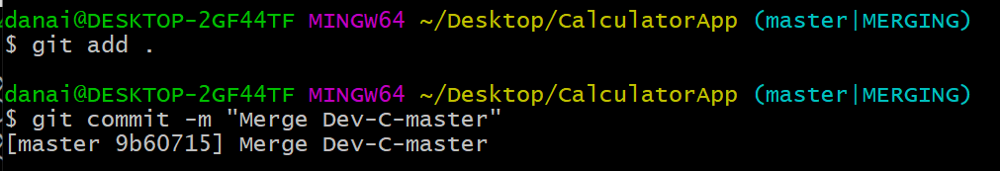 danai@DESKTOP-2GF44TF MINGW64 ~/Desktop/CalculatorApp (master|MERGING)
$ git add .
danai@DESKTOP-2GF44TF MINGW64 ~/Desktop/CalculatorApp (master|MERGING)
$ git commit -m "Merge Dev-C-master"
[master 9b60715] Merge Dev-C-master